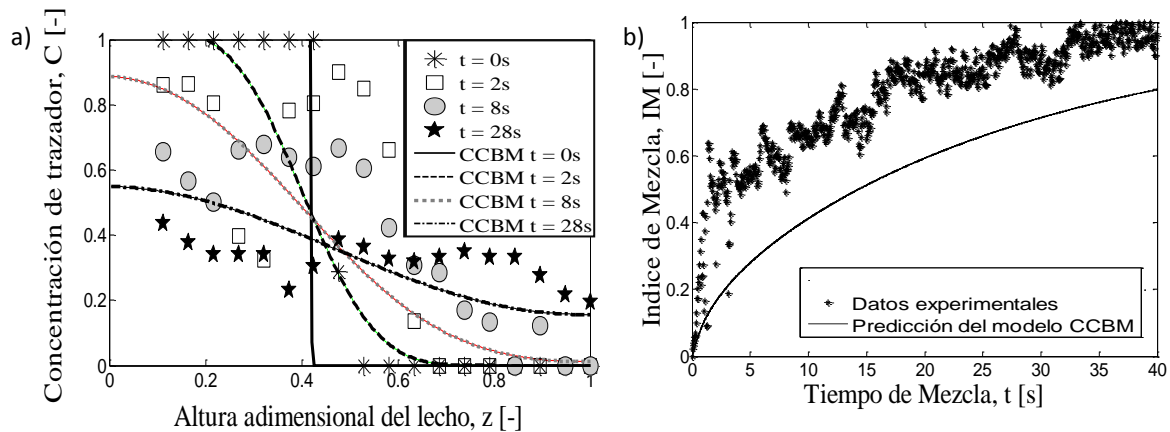 a)
Concentración de trazador, C [-]
1
0.8
0.6
0.4
0.2
0
0
0.2
0.4
0.6
0.8
1
Altura adimensional del lecho, z [-]
t = 0s
t = 2s
t = 8s
t = 28s
CCBM t = 0s
CCBM t = 2s
CCBM t = 8s
CCBM t = 28s
b)
Indice de Mezcla, IM [-]
1
0.8
0.6
0.4
0.2
0
0
5
10
15
20
25
30
35
40
Tiempo de Mezcla, t [s]
Datos experimentales
Predicción del modelo CCBM